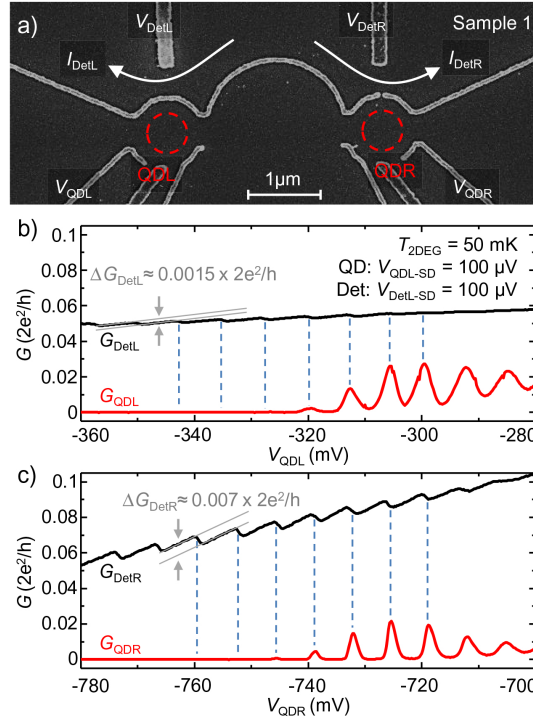 a)
V_DetL
V_DetR
Sample 1
I_DetL
I_DetR
QDL
QDR
V_QDL
1µm
V_QDR
b)
0.1
0.08
0.06
0.04
0.02
0
G (2e²/h)
T_2DEG = 50 mK
QD: V_QDL-SD = 100 µV
Det: V_DetL-SD = 100 µV
ΔG_DetL≈ 0.0015 x 2e²/h
G_DetL
G_QDL
-360 -340 -320 -300 -280
V_QDL (mV)
c)
0.1
0.08
0.06
0.04
0.02
0
G (2e²/h)
ΔG_DetR≈ 0.007 x 2e²/h
G_DetR
G_QDR
-780 -760 -740 -720 -700
V_QDR (mV)